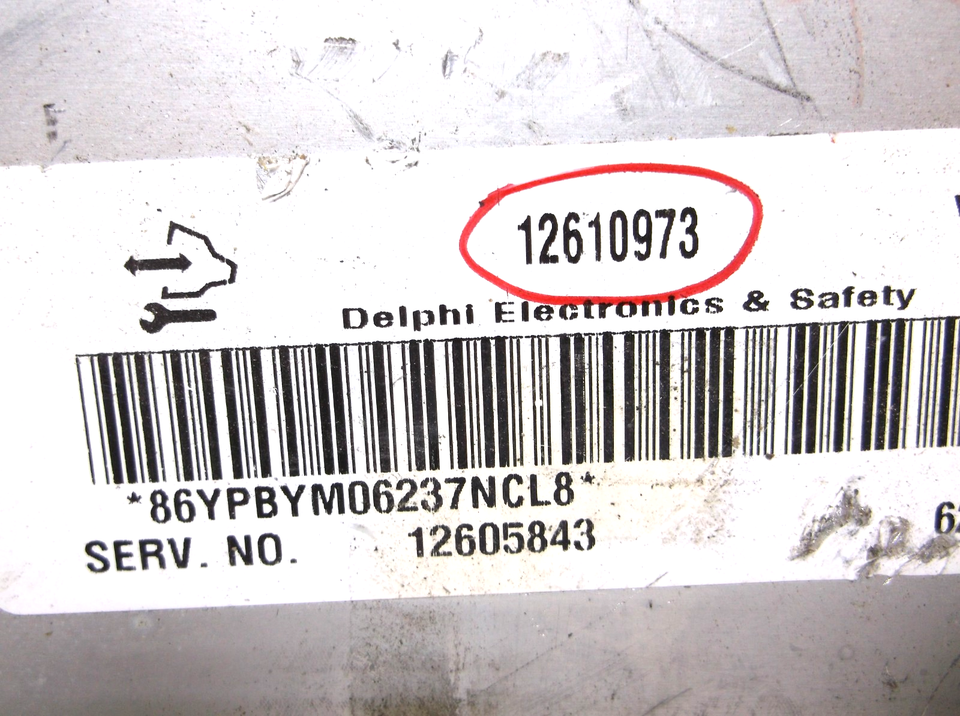 12610973
Delphi Electronics & Safety
*86YPBYM06237NCL8*
SERV. NO. 12605843